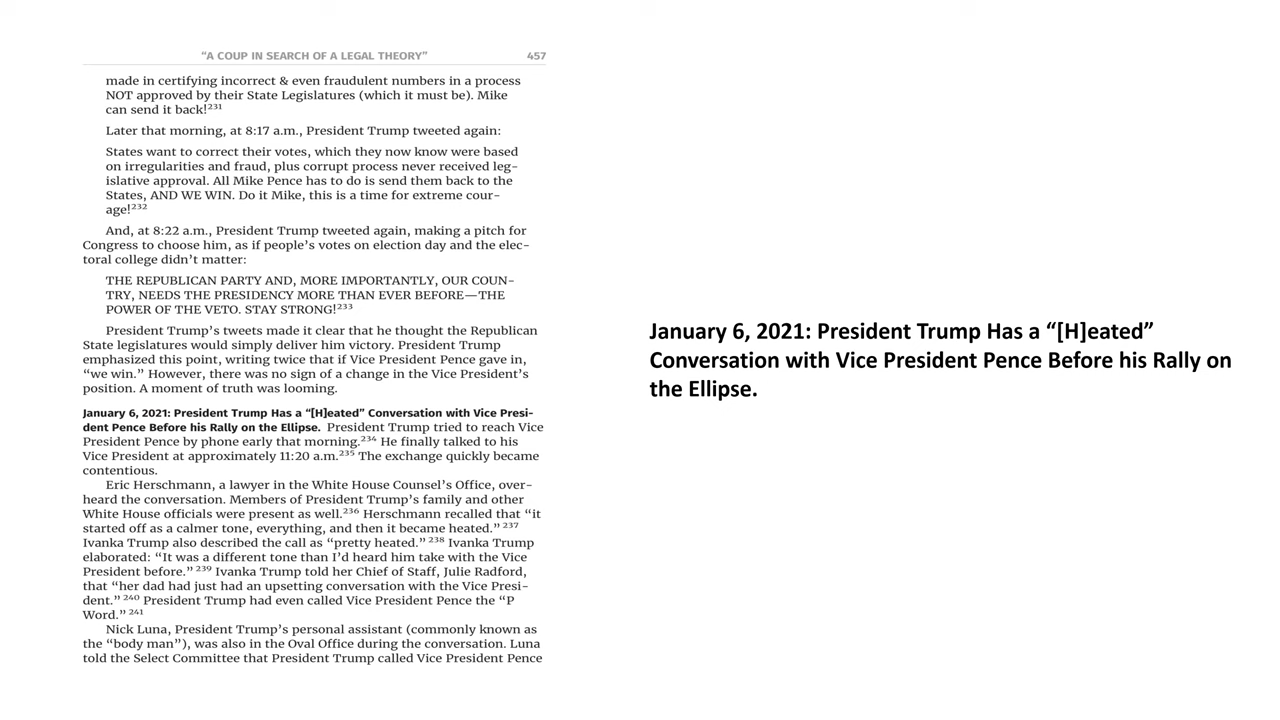 "A COUP IN SEARCH OF A LEGAL THEORY" 457
made in certifying incorrect & even fraudulent numbers in a process
NOT approved by their State Legislatures (which it must be). Mike
can send it back!231
Later that morning, at 8:17 a.m., President Trump tweeted again:
States want to correct their votes, which they now know were based
on irregularities and fraud, plus corrupt process never received leg-
islative approval. All Mike Pence has to do is send them back to the
States, AND WE WIN. Do it Mike, this is a time for extreme cour-
age!232
And, at 8:22 a.m., President Trump tweeted again, making a pitch for
Congress to choose him, as if people's votes on election day and the elec-
toral college didn't matter:
THE REPUBLICAN PARTY AND, MORE IMPORTANTLY, OUR COUN-
TRY, NEEDS THE PRESIDENCY MORE THAN EVER BEFORE—THE
POWER OF THE VETO. STAY STRONG!233
President Trump's tweets made it clear that he thought the Republican
State legislatures would simply deliver him victory. President Trump
emphasized this point, writing twice that if Vice President Pence gave in,
"we win." However, there was no sign of a change in the Vice President's
position. A moment of truth was looming.
January 6, 2021: President Trump Has a "[H]eated" Conversation with Vice Presi-
dent Pence Before his Rally on the Ellipse. President Trump tried to reach Vice
President Pence by phone early that morning.234 He finally talked to his
Vice President at approximately 11:20 a.m.235 The exchange quickly became
contentious.
Eric Herschmann, a lawyer in the White House Counsel's Office, over-
heard the conversation. Members of President Trump's family and other
White House officials were present as well.236 Herschmann recalled that "it
started off as a calmer tone, everything, and then it became heated." 237
Ivanka Trump also described the call as "pretty heated." 238 Ivanka Trump
elaborated: "It was a different tone than I'd heard him take with the Vice
President before." 239 Ivanka Trump told her Chief of Staff, Julie Radford,
that "her dad had just had an upsetting conversation with the Vice Presi-
dent." 240 President Trump had even called Vice President Pence the "P
Word." 241
Nick Luna, President Trump's personal assistant (commonly known as
the "body man"), was also in the Oval Office during the conversation. Luna
told the Select Committee that President Trump called Vice President Pence
January 6, 2021: President Trump Has a "[H]eated"
Conversation with Vice President Pence Before his Rally on
the Ellipse.